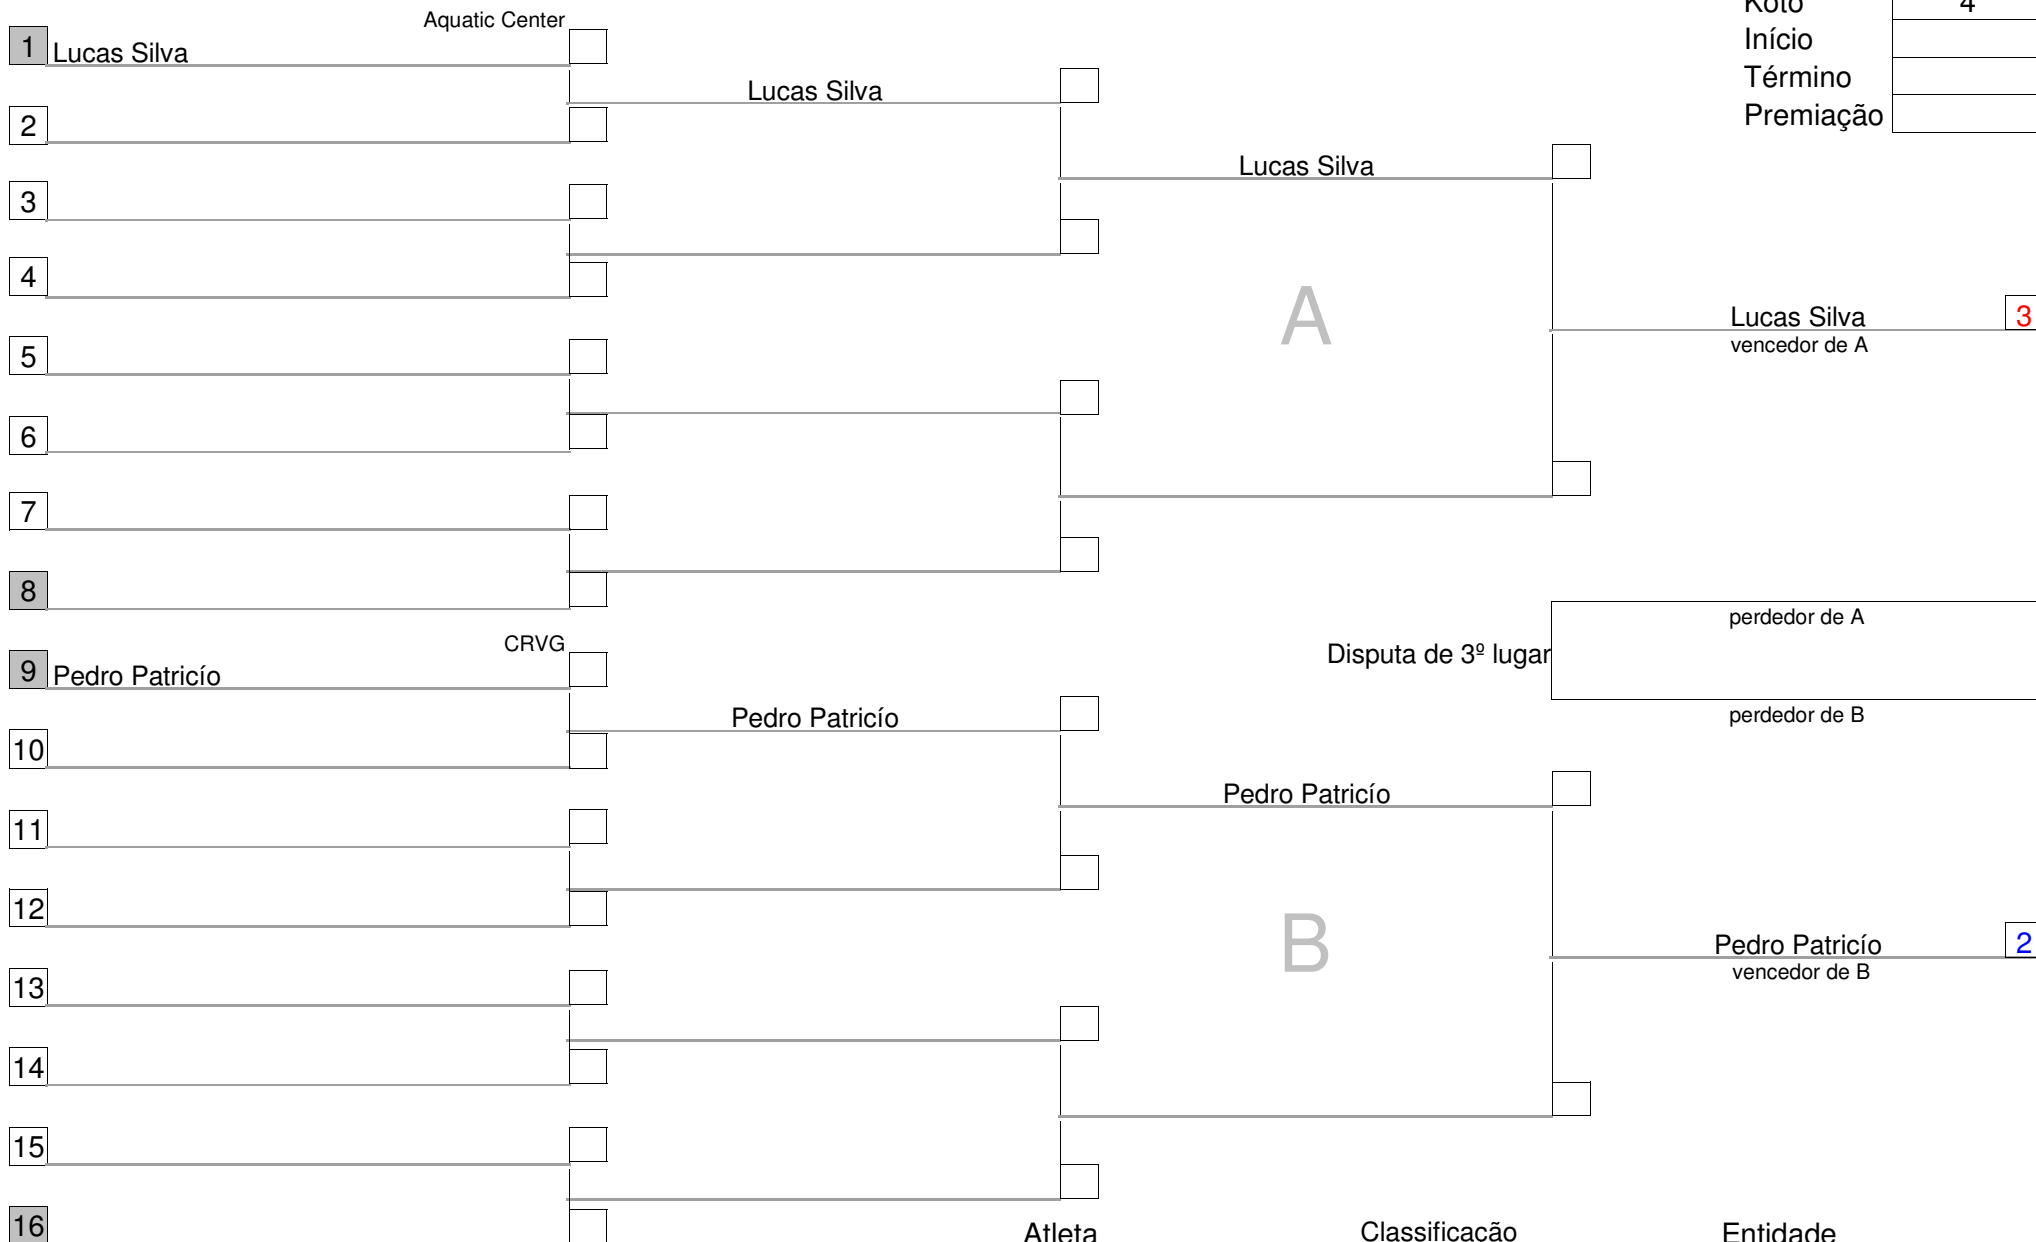 Aquatic Center
Koto 4
1 Lucas Silva
Início
Término
Lucas Silva
Premiação
2
Lucas Silva
3
4
A
Lucas Silva 3
vencedor de A
5
6
7
8
perdedor de A
CRVG
Disputa de 3º lugar
9 Pedro Patricío
perdedor de B
Pedro Patricío
10
Pedro Patricío
11
12
B
Pedro Patricío 2
vencedor de B
13
14
15
16
Atleta Classificação Entidade